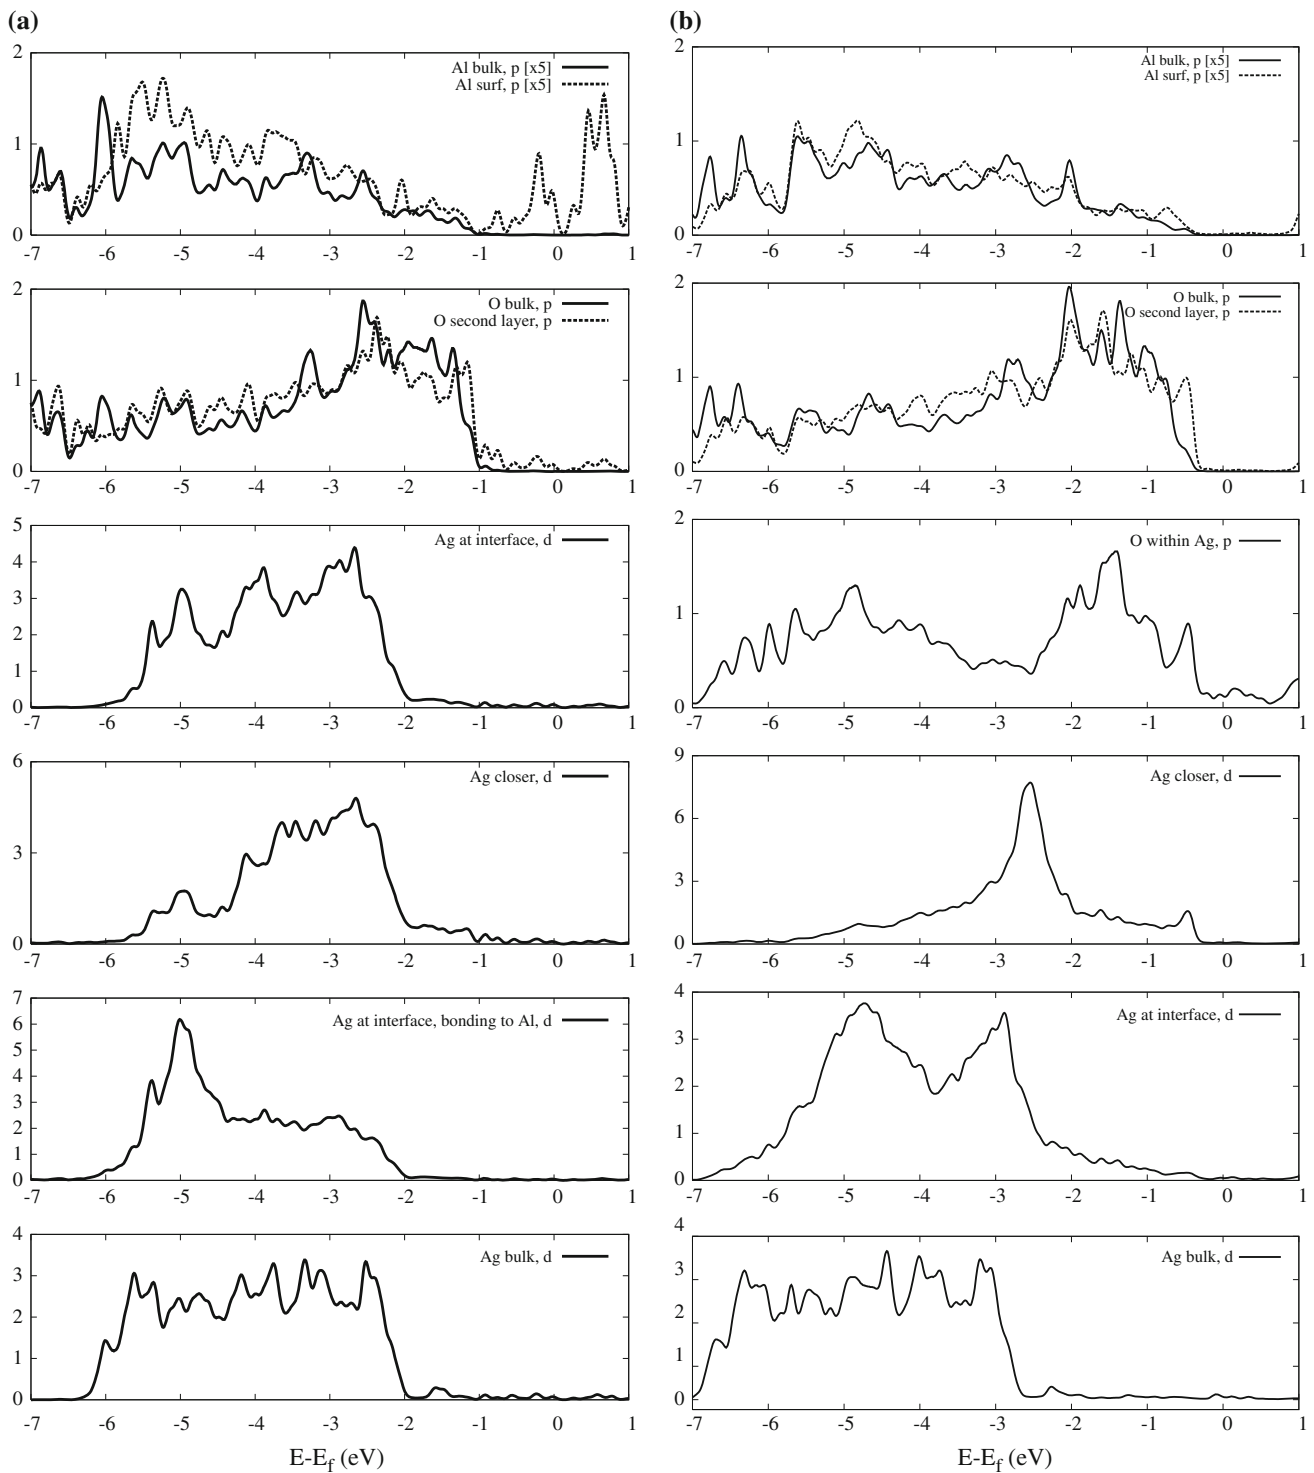 (a)
2
1
0
Al bulk, p [x5]
Al surf, p [x5]
-7 -6 -5 -4 -3 -2 -1 0 1
2
1
0
O bulk, p
O second layer, p
-7 -6 -5 -4 -3 -2 -1 0 1
5
4
3
2
1
0
Ag at interface, d
-7 -6 -5 -4 -3 -2 -1 0 1
6
3
0
Ag closer, d
-7 -6 -5 -4 -3 -2 -1 0 1
7
6
5
4
3
2
1
0
Ag at interface, bonding to Al, d
-7 -6 -5 -4 -3 -2 -1 0 1
4
3
2
1
0
Ag bulk, d
-7 -6 -5 -4 -3 -2 -1 0 1
E-Ef (eV)
(b)
2
1
0
Al bulk, p [x5]
Al surf, p [x5]
-7 -6 -5 -4 -3 -2 -1 0 1
2
1
0
O bulk, p
O second layer, p
-7 -6 -5 -4 -3 -2 -1 0 1
2
1
0
O within Ag, p
-7 -6 -5 -4 -3 -2 -1 0 1
9
6
3
0
Ag closer, d
-7 -6 -5 -4 -3 -2 -1 0 1
4
3
2
1
0
Ag at interface, d
-7 -6 -5 -4 -3 -2 -1 0 1
4
3
2
1
0
Ag bulk, d
-7 -6 -5 -4 -3 -2 -1 0 1
E-Ef (eV)